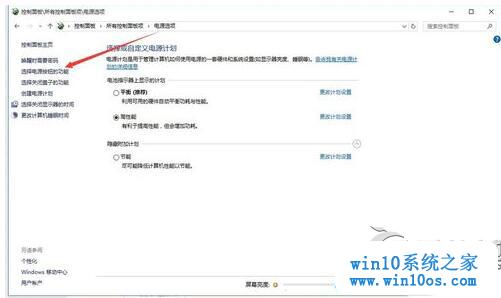 控制面板\所有控制面板项\电源选项
控制面板 › 所有控制面板项 › 电源选项
控制面板主页
唤醒时需要密码
选择电源按钮的功能
选择关闭盖子的功能
创建电源计划
选择关闭显示器的时间
更改计算机睡眠时间
选择或自定义电源计划
电源计划是用于管理计算机如何使用电源的一套硬件和系统设置(如显示器亮度、睡眠等)。告诉我有关电源计划的详细信息
电池指示器上显示的计划
平衡(推荐) 更改计划设置
利用可用的硬件自动平衡功耗与性能。
高性能 更改计划设置
有利于提高性能，但会增加功耗。
隐藏附加计划
节能 更改计划设置
尽可能降低计算机性能以节能。
另请参阅
个性化
Windows 移动中心
用户帐户
屏幕亮度:
win10系统之家
www.win10os.com